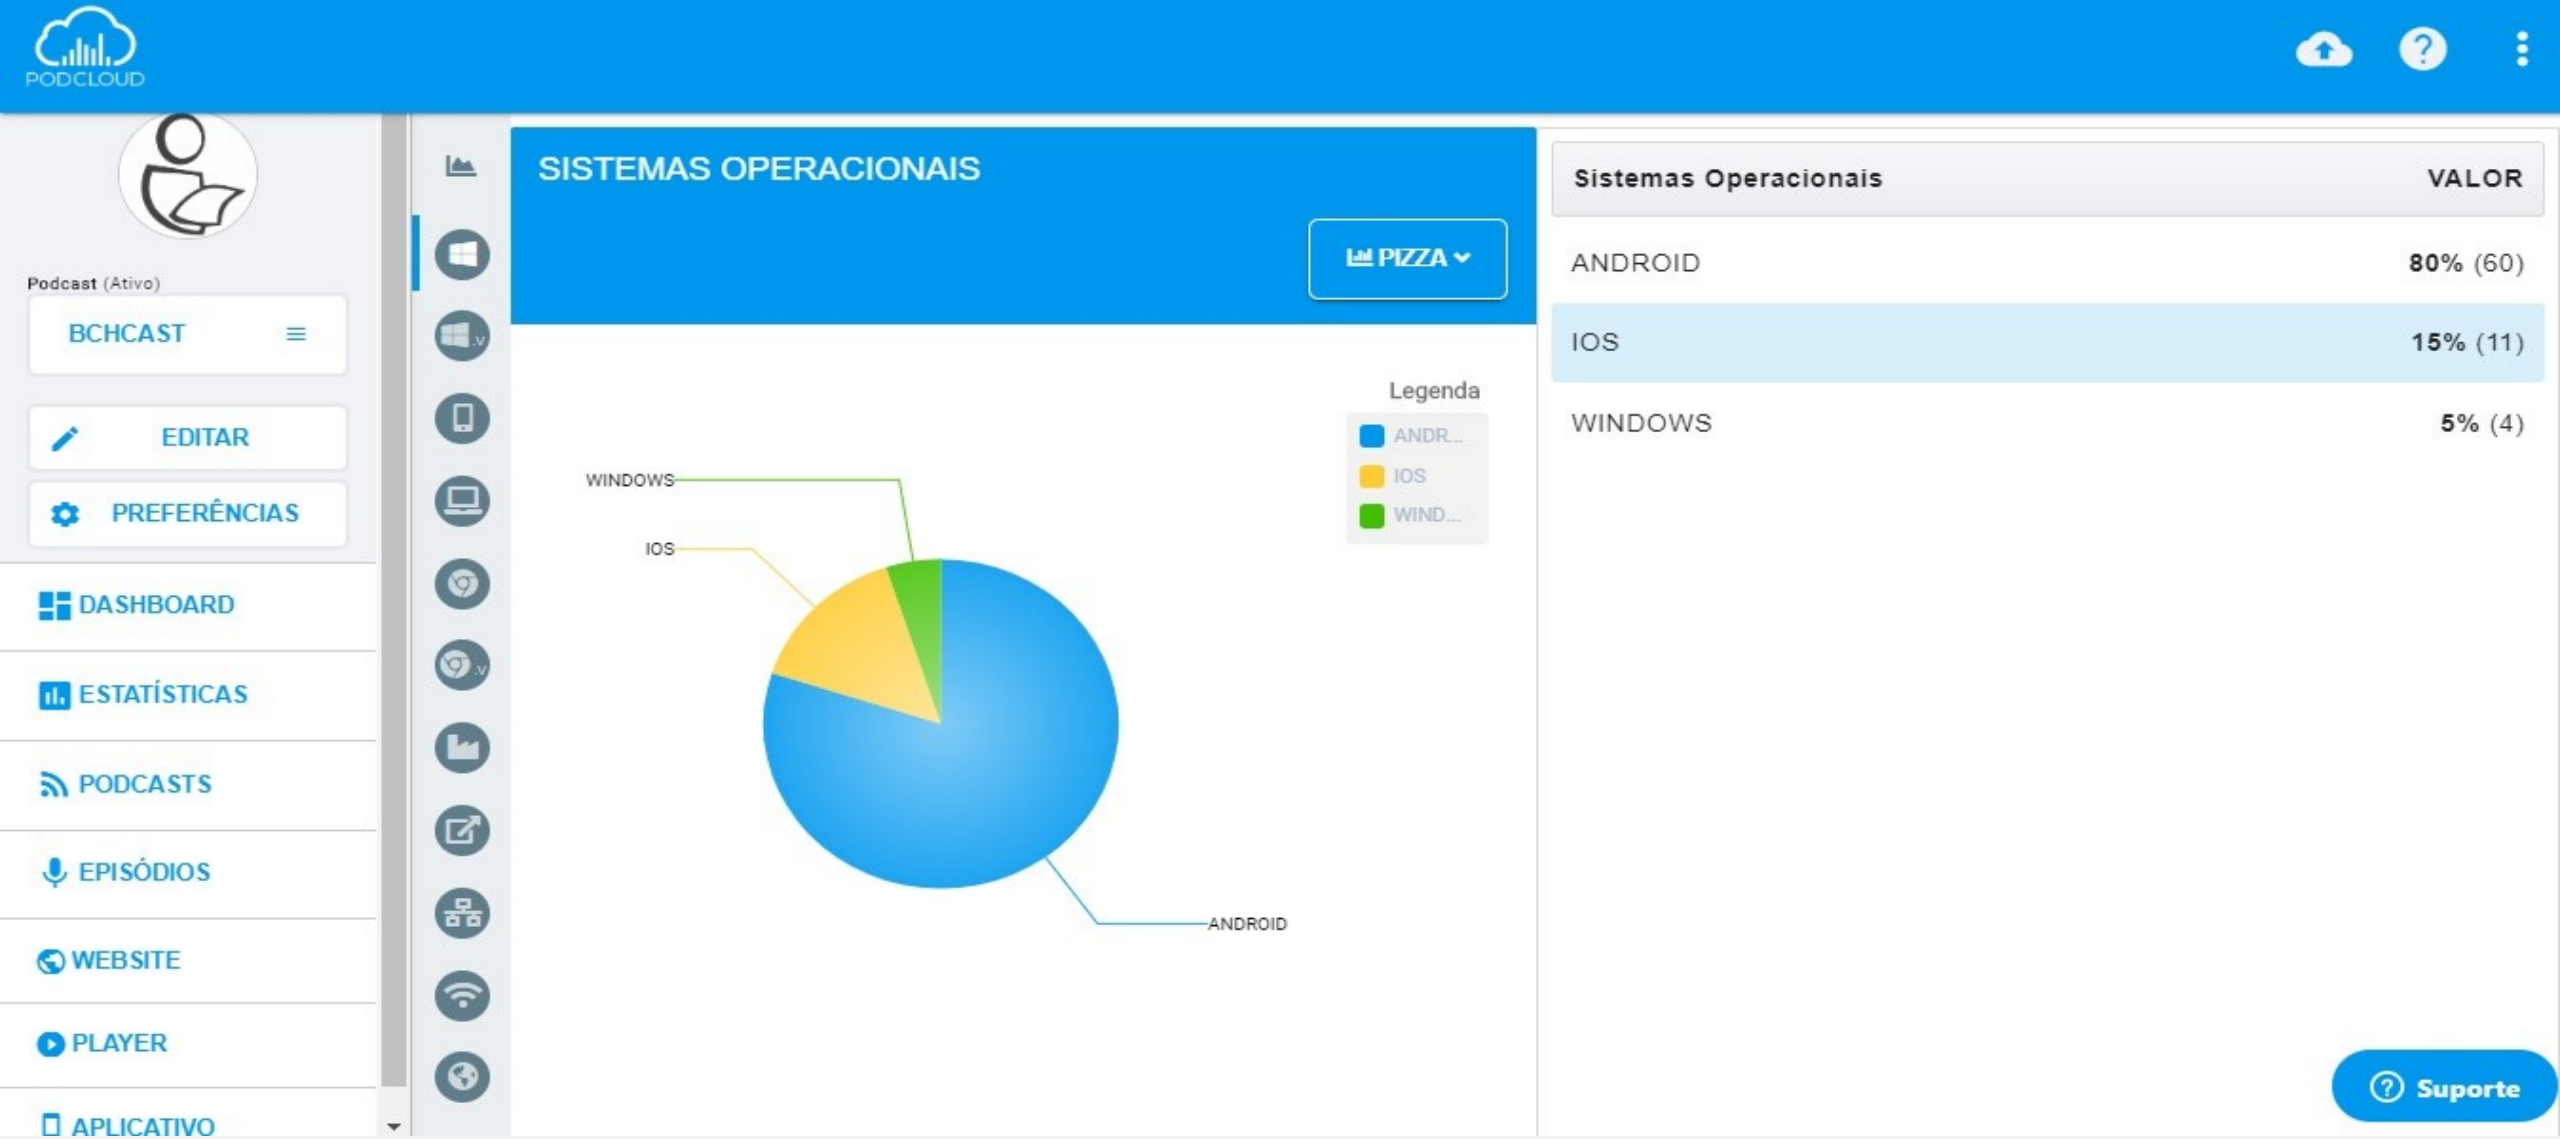 PODCLOUD
Podcast (Ativo)
BCHCAST
EDITAR
PREFERÊNCIAS
DASHBOARD
ESTATÍSTICAS
PODCASTS
EPISÓDIOS
WEBSITE
PLAYER
APLICATIVO
.v
.v
SISTEMAS OPERACIONAIS
PIZZA
Legenda
ANDR...
IOS
WIND...
WINDOWS
IOS
ANDROID
Sistemas Operacionais VALOR
ANDROID 80% (60)
IOS 15% (11)
WINDOWS 5% (4)
Suporte